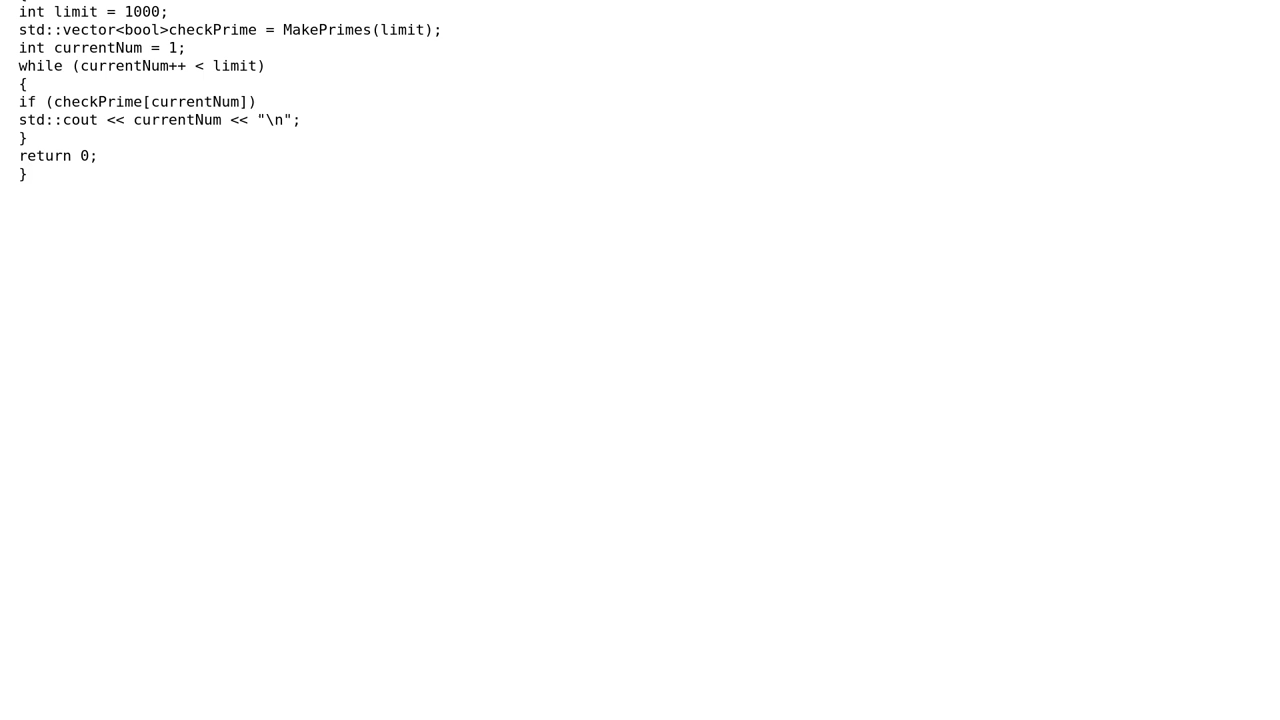 int limit = 1000;
std::vector<bool>checkPrime = MakePrimes(limit);
int currentNum = 1;
while (currentNum++ < limit)
{
if (checkPrime[currentNum])
std::cout << currentNum << "\n";
}
return 0;
}